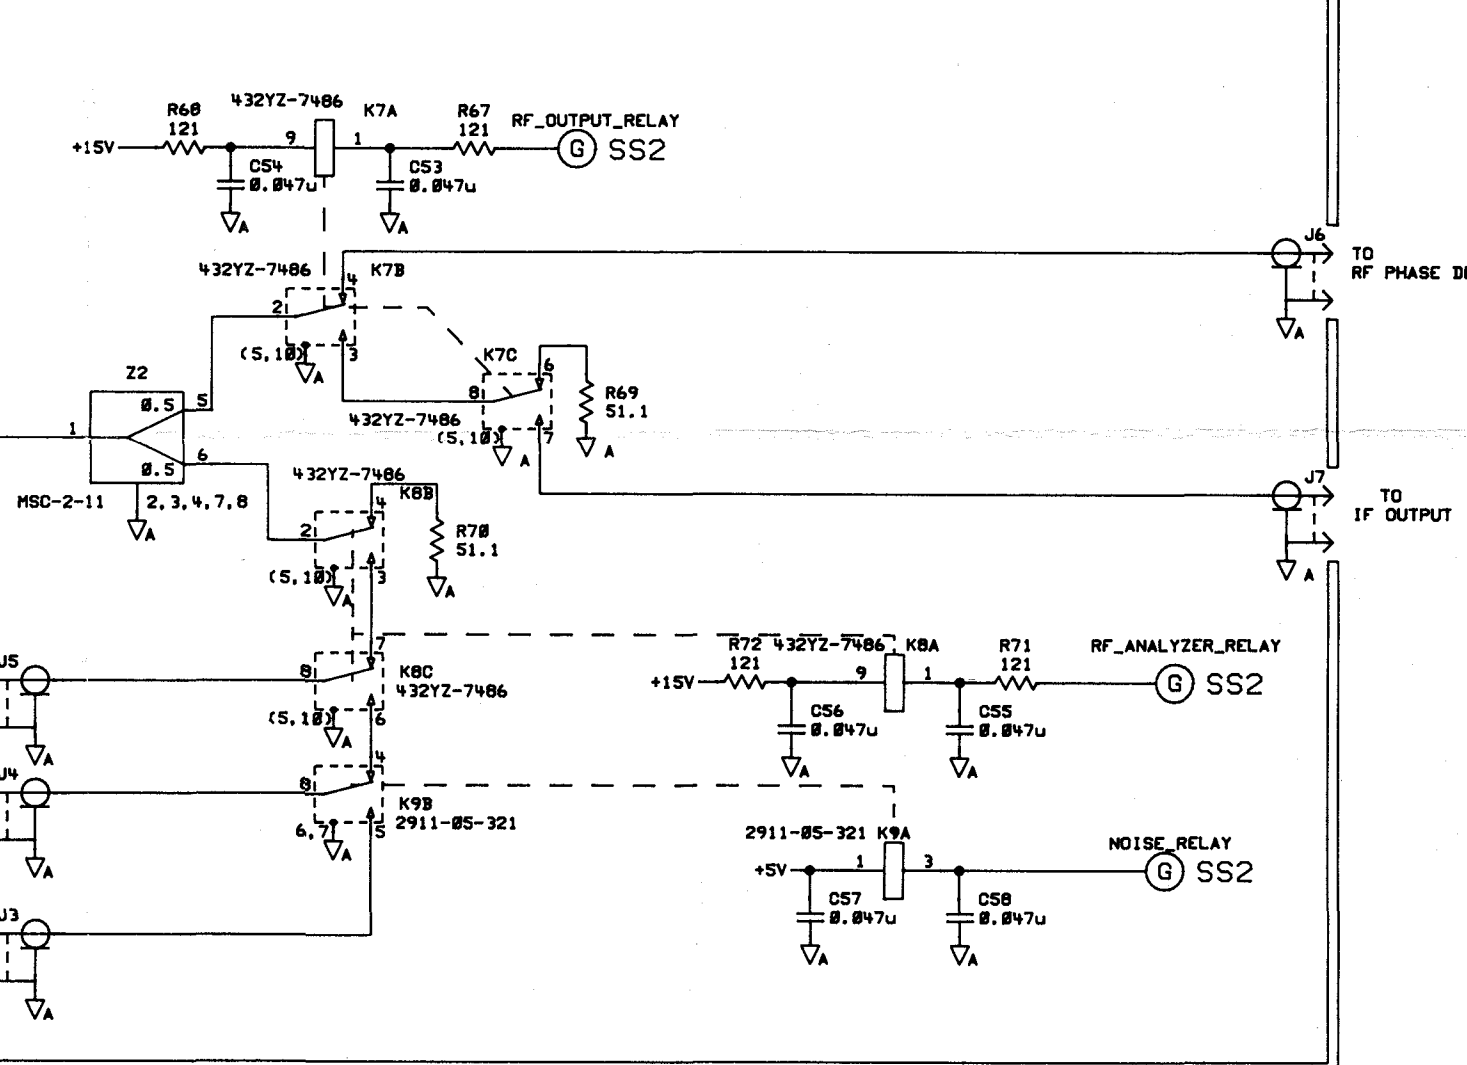 R68
121
432YZ-7486
K7A
R67
121
RF_OUTPUT_RELAY
+15V
9
1
G
SS2
C54
0.047u
C53
0.047u
A
A
432YZ-7486
K7B
4
2
3
(5,10)
A
J6
TO
A
K7C
6
8
R69
51.1
432YZ-7486
(5,10)
7
A
A
Z2
0.5
5
1
0.5
6
MSC-2-11
2,3,4,7,8
A
432YZ-7486
K8B
4
2
R70
51.1
(5,10)
3
A
A
J7
TO
IF OUTPUT
A
J5
A
7
8
K8C
432YZ-7486
(5,10)
6
A
R72
121
432YZ-7486
K8A
R71
121
RF_ANALYZER_RELAY
+15V
9
1
G
SS2
C56
0.047u
C55
0.047u
A
A
J4
A
4
8
K9B
2911-05-321
6,7
5
A
2911-05-321
K9A
NOISE_RELAY
+5V
1
3
G
SS2
C57
0.047u
C58
0.047u
A
A
J3
A
RF PHASE